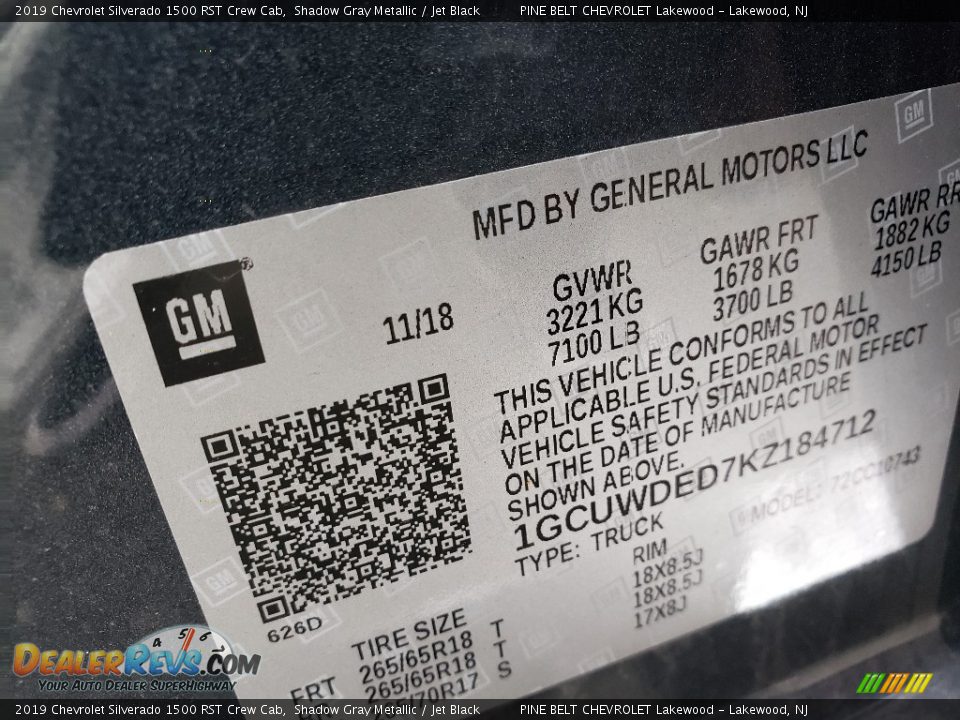 2019 Chevrolet Silverado 1500 RST Crew Cab, Shadow Gray Metallic / Jet Black PINE BELT CHEVROLET Lakewood – Lakewood, NJ
MFD BY GENERAL MOTORS LLC
GM
11/18
GVWR
3221 KG
7100 LB
GAWR FRT
1678 KG
3700 LB
GAWR RR
1882 KG
4150 LB
THIS VEHICLE CONFORMS TO ALL
APPLICABLE U.S. FEDERAL MOTOR
VEHICLE SAFETY STANDARDS IN EFFECT
ON THE DATE OF MANUFACTURE
SHOWN ABOVE.
1GCUWDED7KZ184712
TYPE: TRUCK
MODEL: 72CC10743
626D
TIRE SIZE RIM
FRT 265/65R18 T 18X8.5J
265/65R18 T 18X8.5J
70R17 S 17X8J
4 5 6
DEALERREVS.COM
Your Auto Dealer SuperHighway
2019 Chevrolet Silverado 1500 RST Crew Cab, Shadow Gray Metallic / Jet Black PINE BELT CHEVROLET Lakewood – Lakewood, NJ